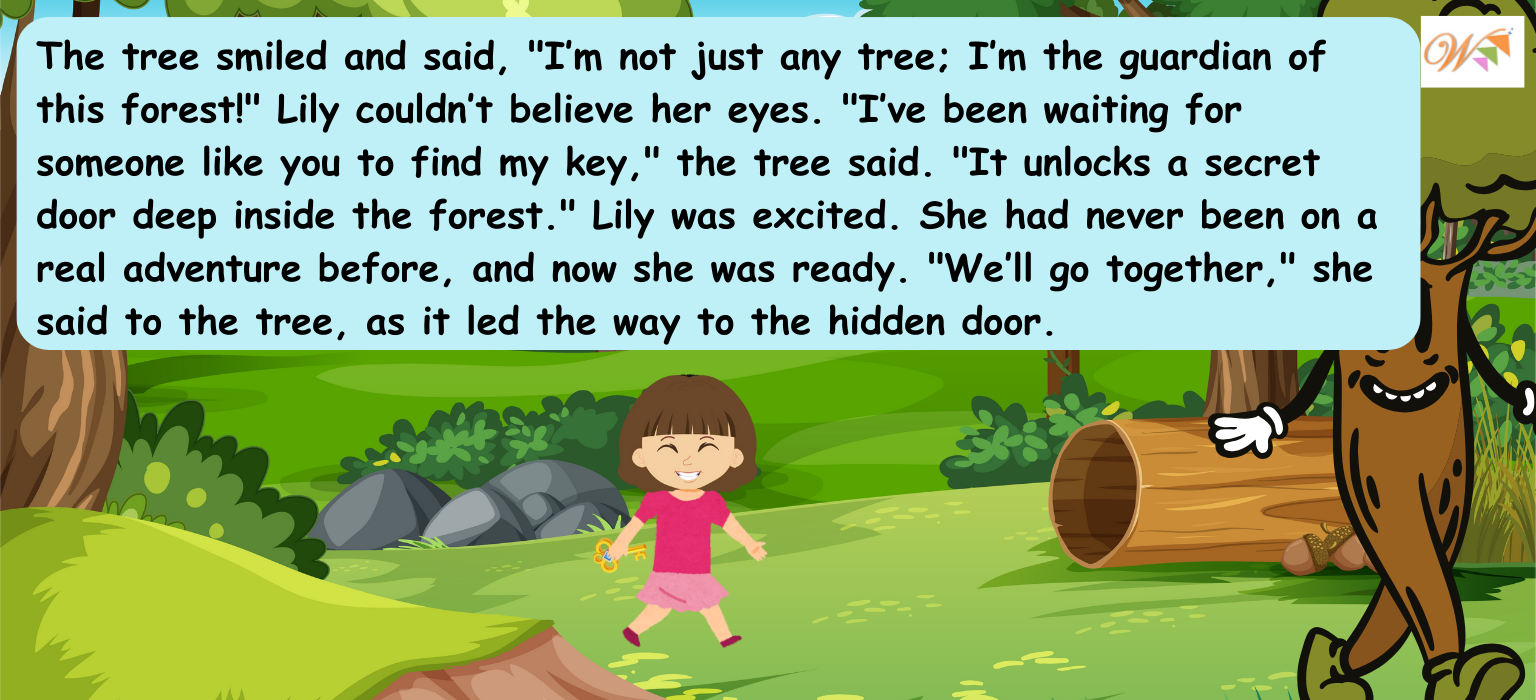 The tree smiled and said, "I'm not just any tree; I'm the guardian of
this forest!" Lily couldn't believe her eyes. "I've been waiting for
someone like you to find my key," the tree said. "It unlocks a secret
door deep inside the forest." Lily was excited. She had never been on a
real adventure before, and now she was ready. "We'll go together," she
said to the tree, as it led the way to the hidden door.
W